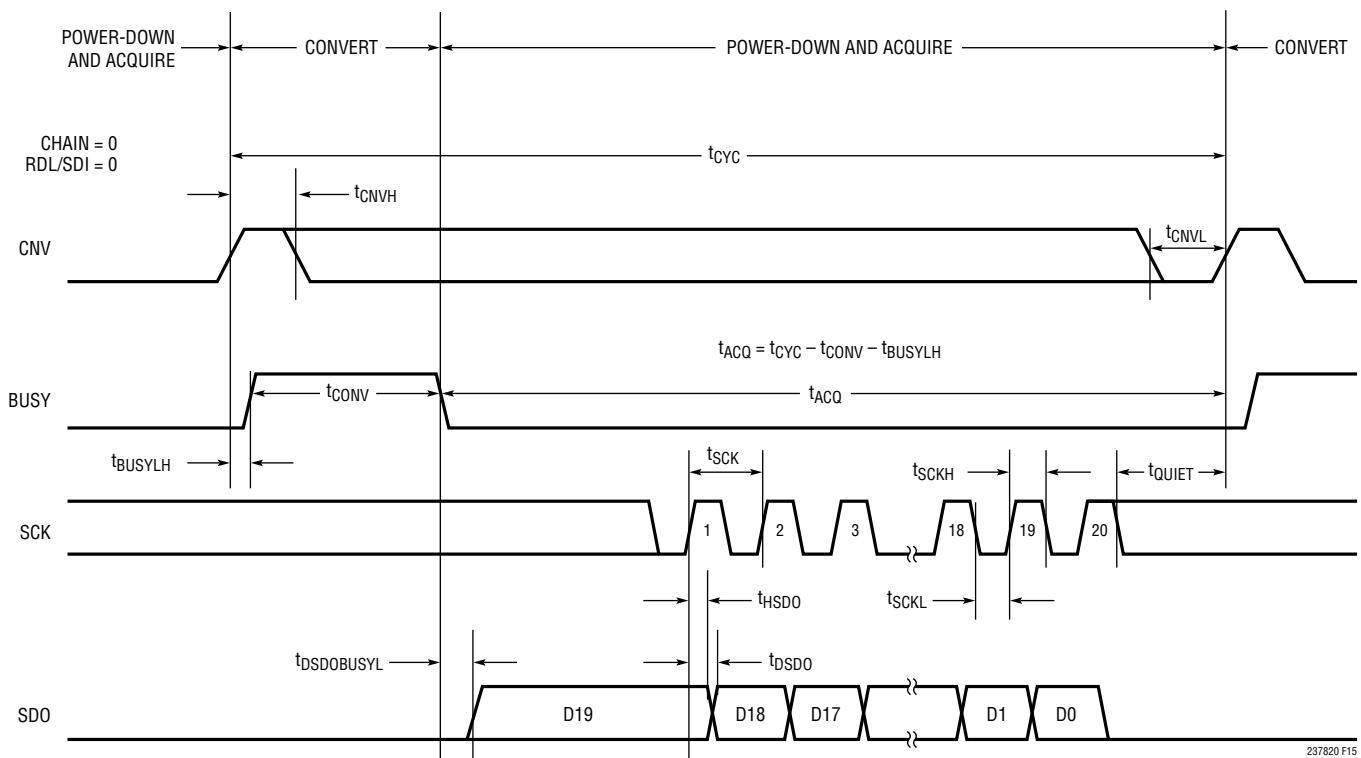 POWER-DOWN
AND ACQUIRE
CONVERT
POWER-DOWN AND ACQUIRE
CONVERT
CHAIN = 0
RDL/SDI = 0
tCYC
tCNVH
CNV
tCNVL
tACQ = tCYC – tCONV – tBUSYLH
BUSY
tCONV
tACQ
tBUSYLH
tSCK
tSCKH
tQUIET
SCK
1
2
3
18
19
20
tHSDO
tSCKL
tDSDOBUSYL
tDSDO
SDO
D19
D18
D17
D1
D0
237820 F15